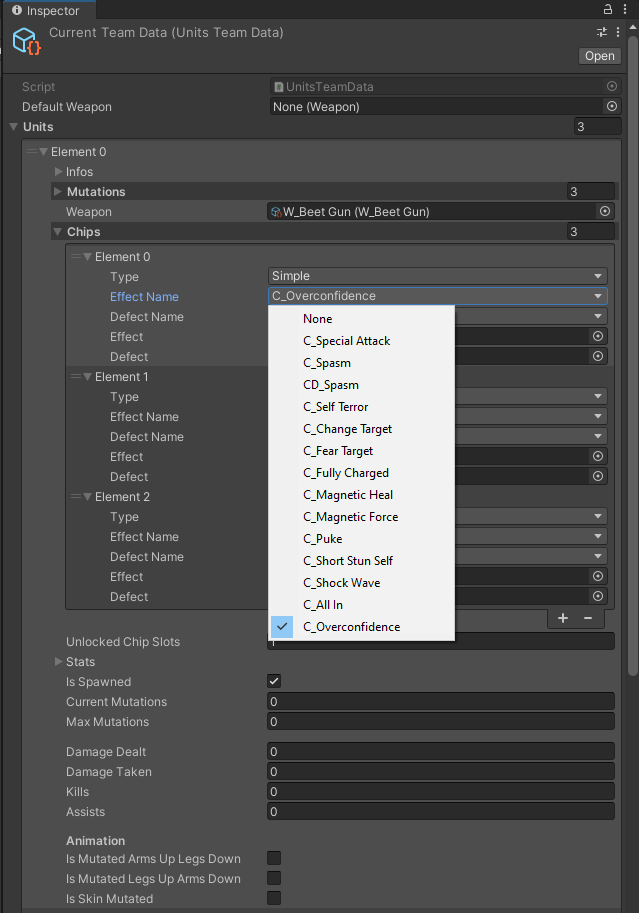 Inspector
Current Team Data (Units Team Data)
Open
Script
UnitsTeamData
Default Weapon
None (Weapon)
Units
3
Element 0
Infos
Mutations
3
Weapon
W_Beet Gun (W_Beet Gun)
Chips
3
Element 0
Type
Simple
Effect Name
C_Overconfidence
Defect Name
None
C_Special Attack
Effect
C_Spasm
Defect
CD_Spasm
Element 1
Type
C_Self Terror
Effect Name
C_Change Target
Defect Name
C_Fear Target
Effect
C_Fully Charged
Defect
C_Magnetic Heal
Element 2
Type
C_Magnetic Force
Effect Name
C_Puke
Defect Name
C_Short Stun Self
Effect
C_Shock Wave
Defect
C_All In
C_Overconfidence
+ −
Unlocked Chip Slots
Stats
Is Spawned
Current Mutations
0
Max Mutations
0
Damage Dealt
0
Damage Taken
0
Kills
0
Assists
0
Animation
Is Mutated Arms Up Legs Down
Is Mutated Legs Up Arms Down
Is Skin Mutated